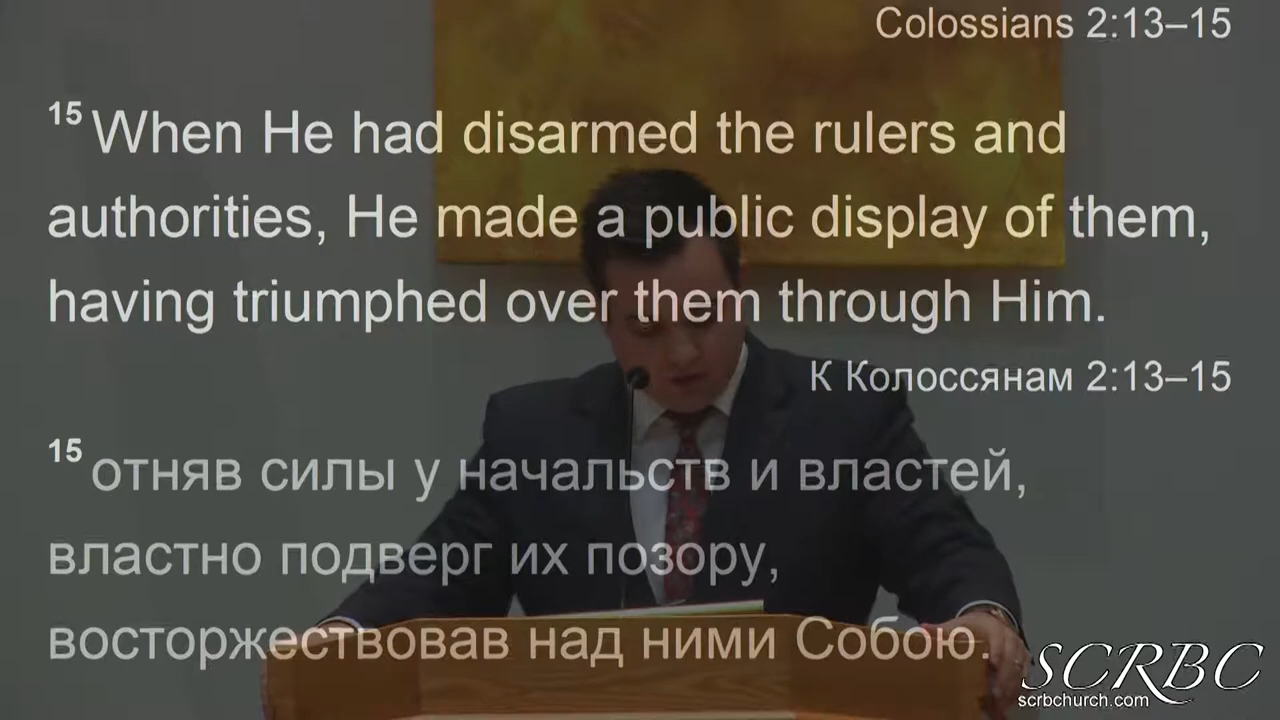 Colossians 2:13–15
15 When He had disarmed the rulers and
authorities, He made a public display of them,
having triumphed over them through Him.
К Колоссянам 2:13–15
15 отняв силы у начальств и властей,
властно подверг их позору,
восторжествовав над ними Собою.
SCRBC
scrbchurch.com